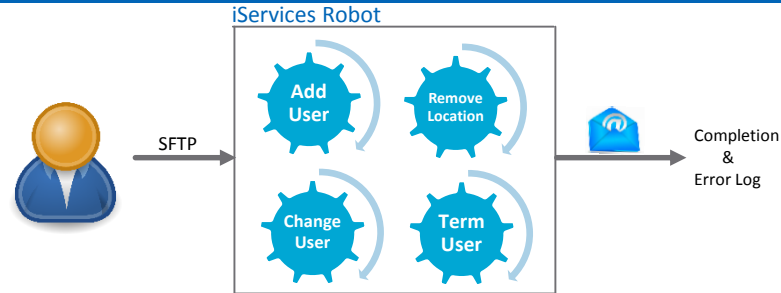 iServices Robot
SFTP
Add
User
Remove
Location
Change
User
Term
User
@
Completion
&
Error Log